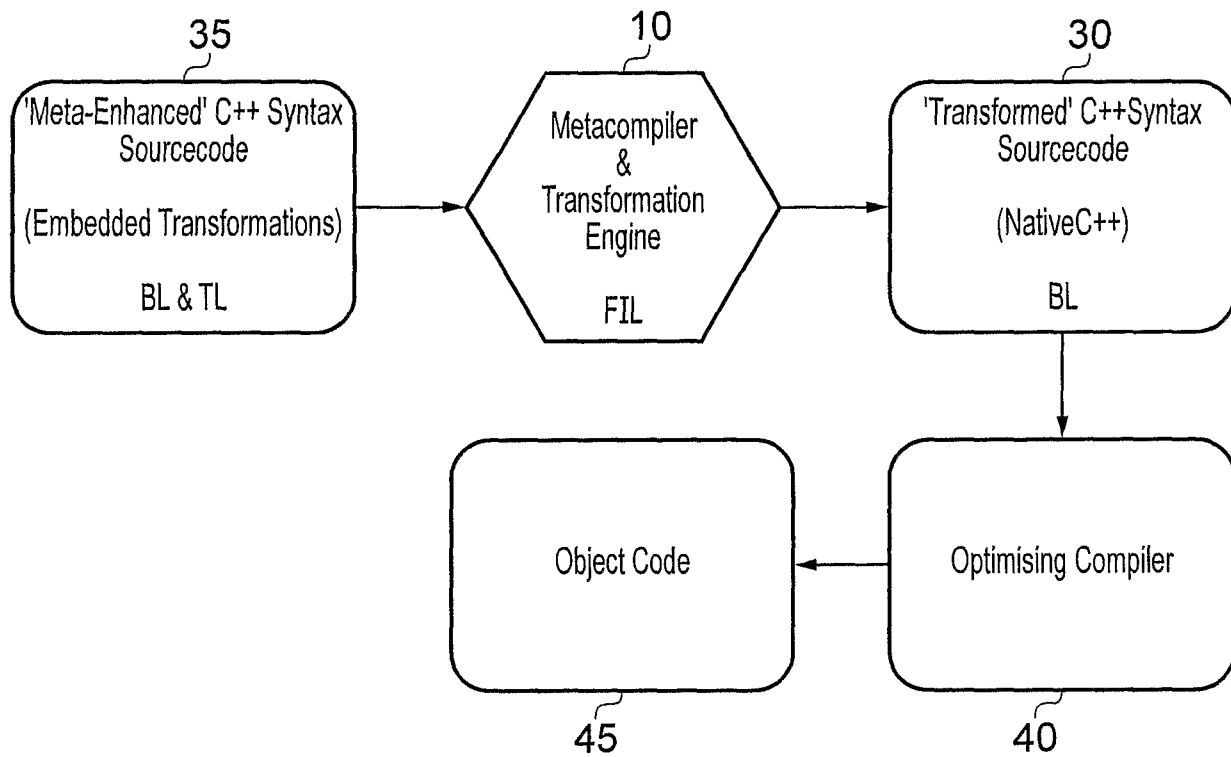 35
'Meta-Enhanced' C++ Syntax
Sourcecode
(Embedded Transformations)
BL & TL
10
Metacompiler
&
Transformation
Engine
FIL
30
'Transformed' C++Syntax
Sourcecode
(NativeC++)
BL
Object Code
45
Optimising Compiler
40